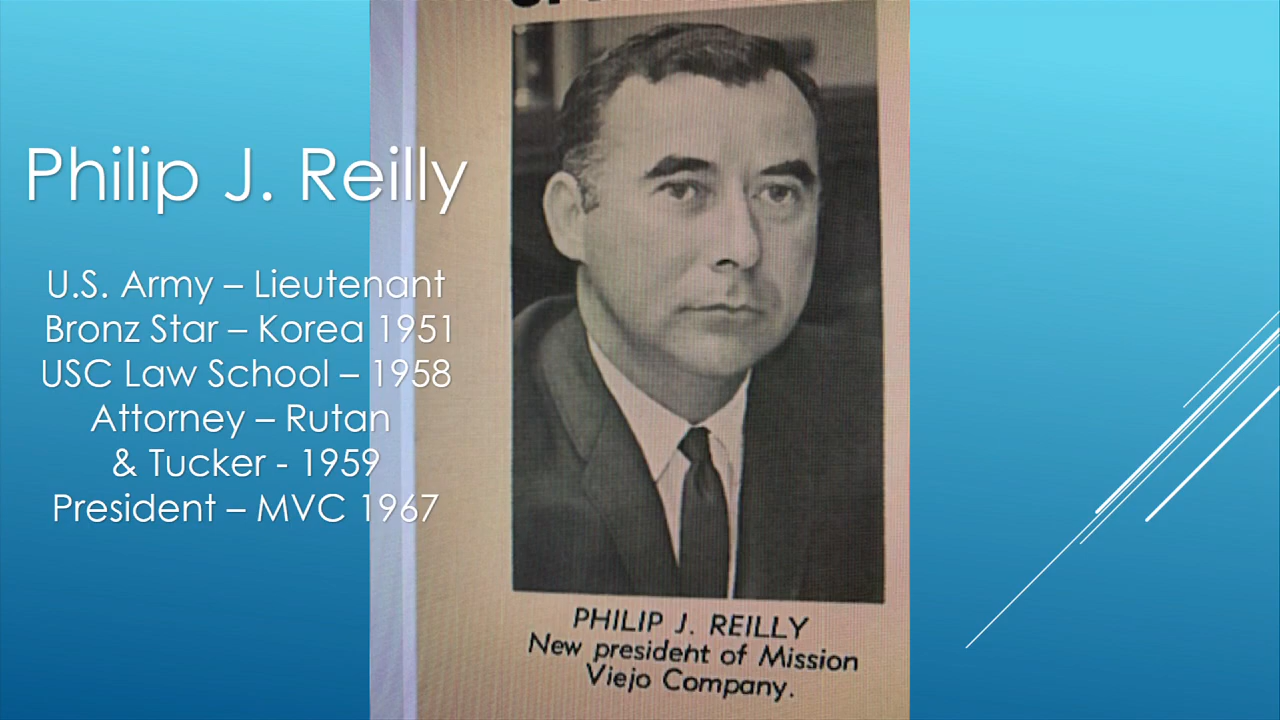 Philip J. Reilly
U.S. Army – Lieutenant
Bronz Star – Korea 1951
USC Law School – 1958
Attorney – Rutan
& Tucker - 1959
President – MVC 1967
PHILIP J. REILLY
New president of Mission
Viejo Company.